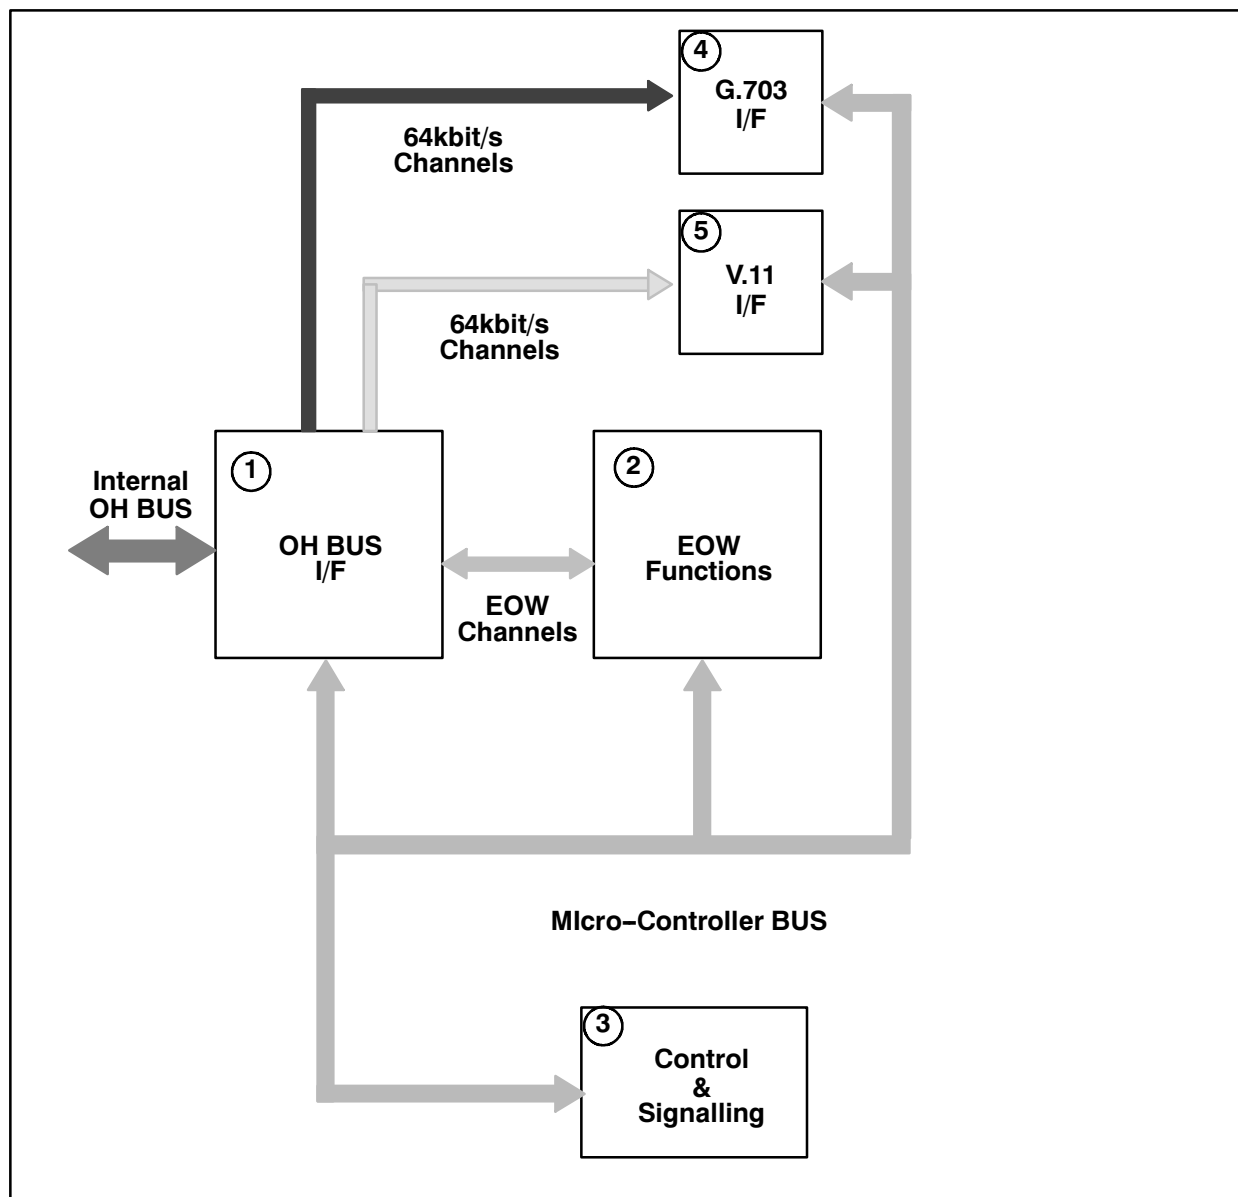 4
G.703
I/F
64kbit/s
Channels
5
V.11
I/F
64kbit/s
Channels
1
2
Internal
OH BUS
OH BUS
I/F
EOW
Functions
EOW
Channels
MIcro–Controller BUS
3
Control
&
Signalling